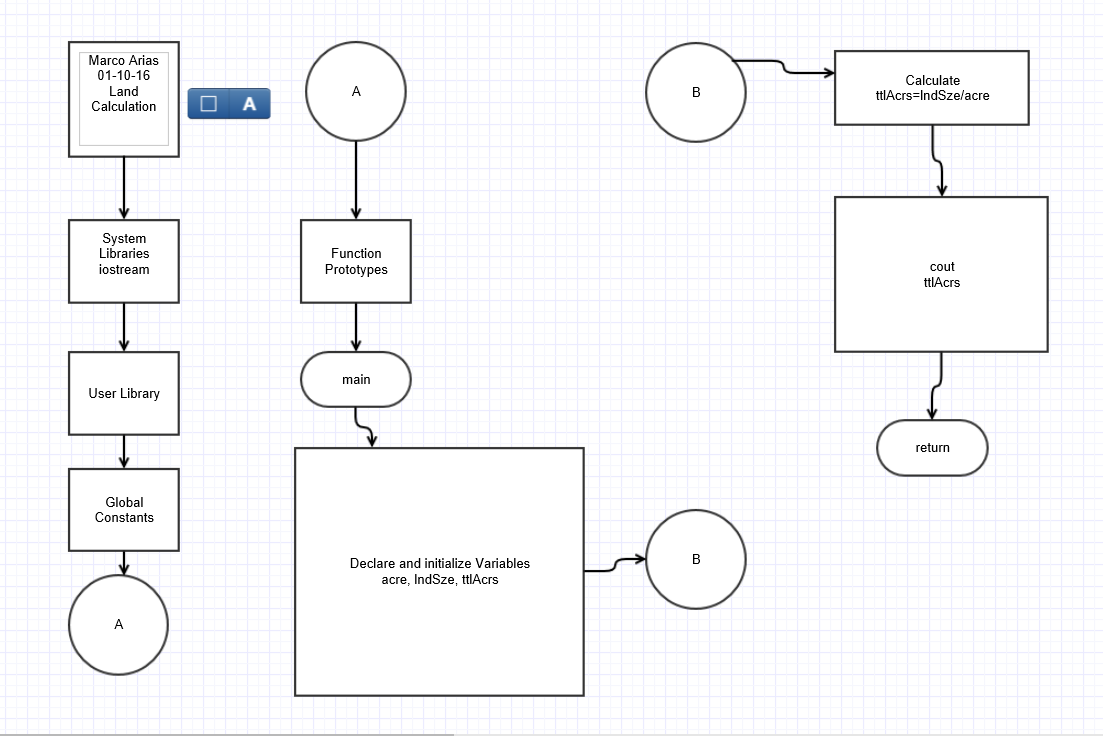 Marco Arias
01-10-16
Land
Calculation
A
System
Libraries
iostream
User Library
Global
Constants
A
A
Function
Prototypes
main
Declare and initialize Variables
acre, lndSze, ttlAcrs
B
B
Calculate
ttlAcrs=lndSze/acre
cout
ttlAcrs
return